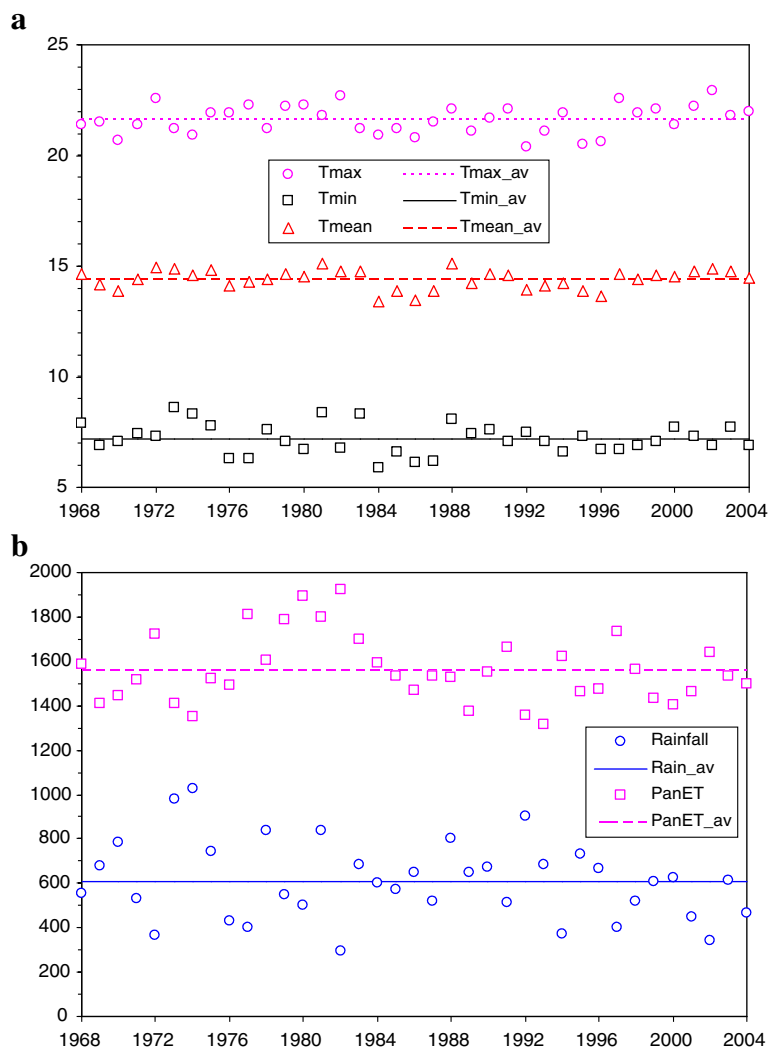 a
25
20
Tmax Tmax_av
Tmin Tmin_av
Tmean Tmean_av
15
10
5
1968 1972 1976 1980 1984 1988 1992 1996 2000 2004
b
2000
1800
1600
1400
1200
Rainfall
1000
Rain_av
PanET
800
PanET_av
600
400
200
0
1968 1972 1976 1980 1984 1988 1992 1996 2000 2004